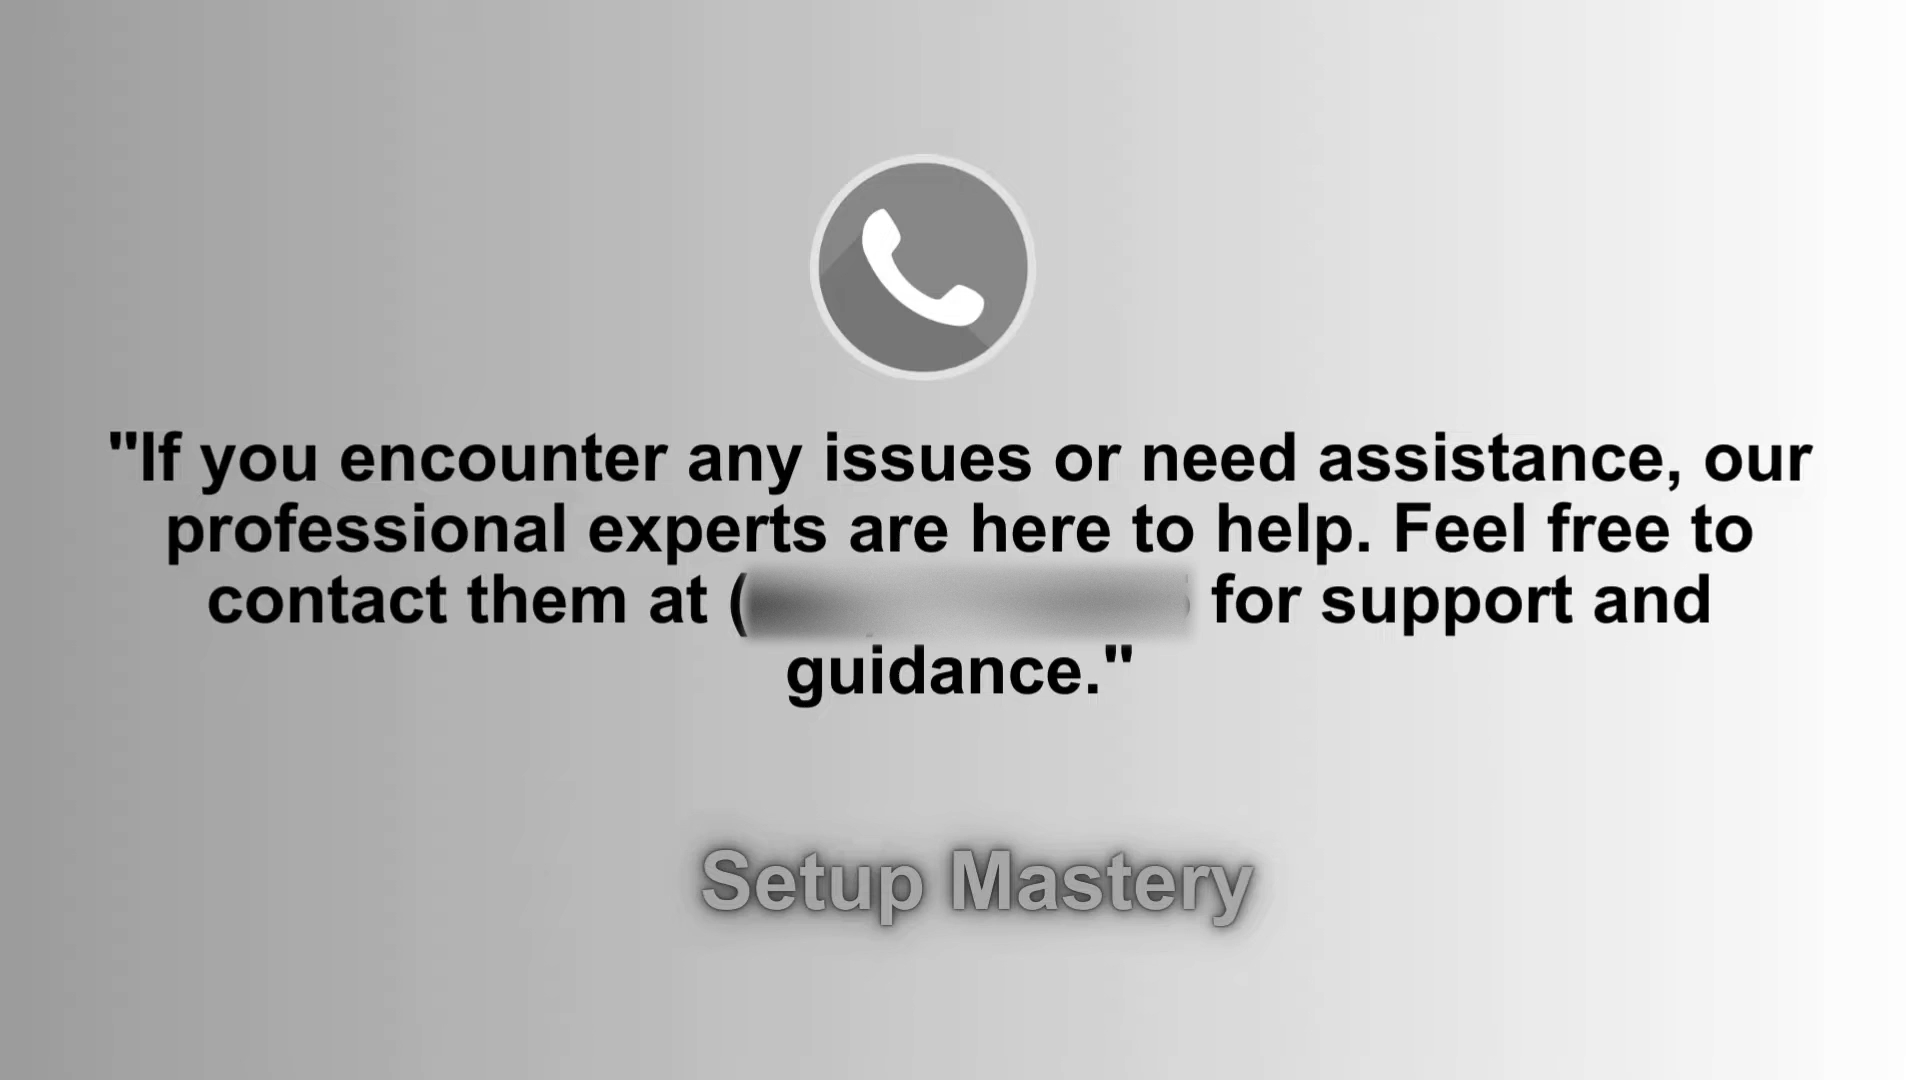 "If you encounter any issues or need assistance, our
professional experts are here to help. Feel free to
contact them at ( for support and
guidance."
Setup Mastery